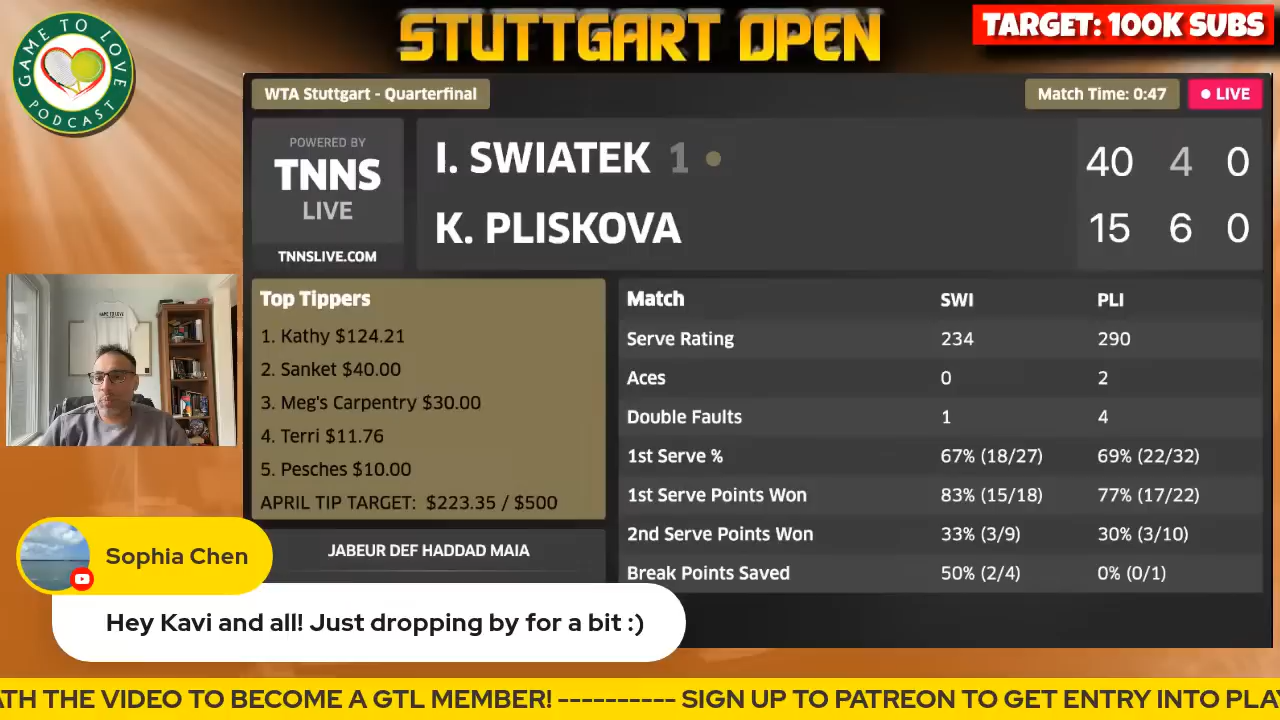 GAME TO LOVE
PODCAST
STUTTGART OPEN
TARGET: 100K SUBS
WTA Stuttgart - Quarterfinal
Match Time: 0:47
LIVE
POWERED BY
TNNS
LIVE
TNNSLIVE.COM
I. SWIATEK 1 40 4 0
K. PLISKOVA 15 6 0
Top Tippers
1. Kathy $124.21
2. Sanket $40.00
3. Meg's Carpentry $30.00
4. Terri $11.76
5. Pesches $10.00
APRIL TIP TARGET: $223.35 / $500
JABEUR DEF HADDAD MAIA
Match SWI PLI
Serve Rating 234 290
Aces 0 2
Double Faults 1 4
1st Serve % 67% (18/27) 69% (22/32)
1st Serve Points Won 83% (15/18) 77% (17/22)
2nd Serve Points Won 33% (3/9) 30% (3/10)
Break Points Saved 50% (2/4) 0% (0/1)
Sophia Chen
Hey Kavi and all! Just dropping by for a bit :)
ATH THE VIDEO TO BECOME A GTL MEMBER! ---------- SIGN UP TO PATREON TO GET ENTRY INTO PLA